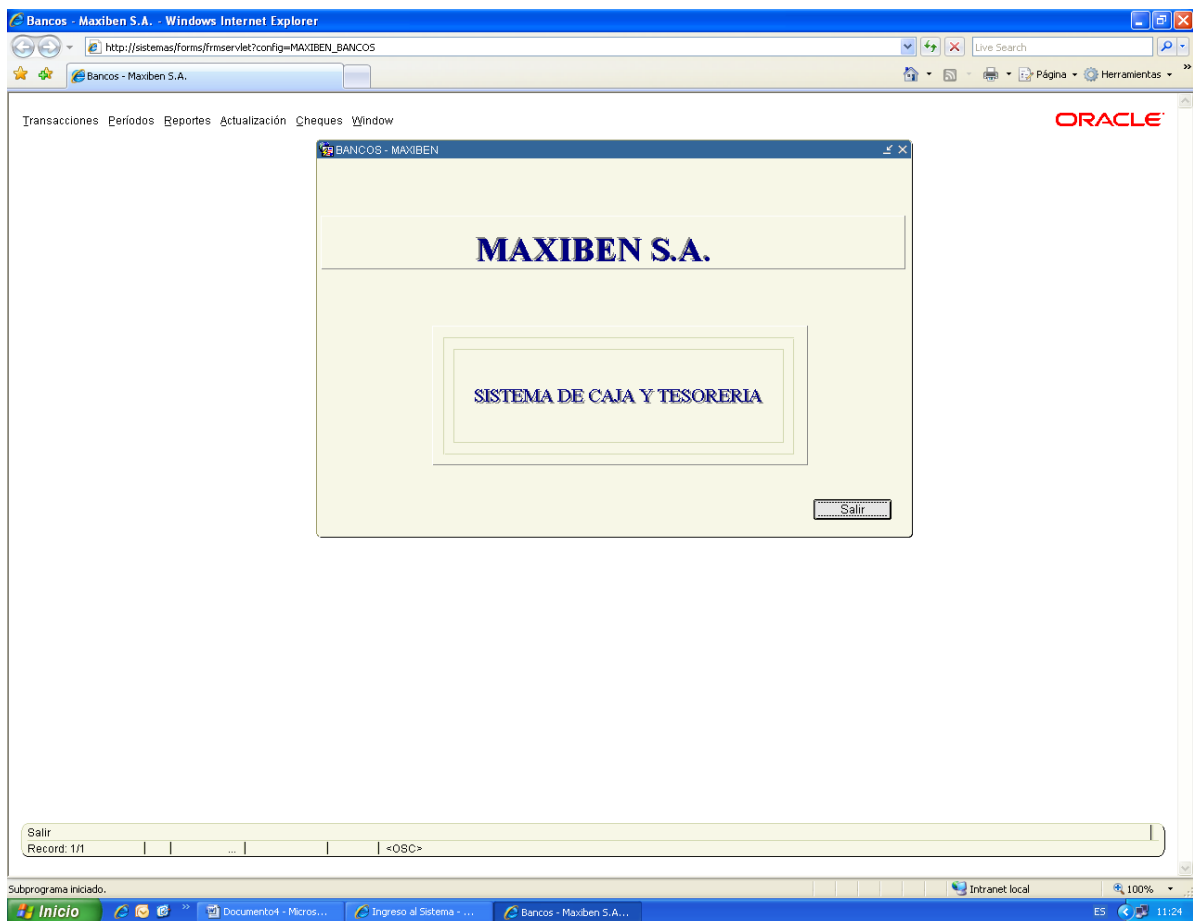 Bancos - Maxiben S.A. - Windows Internet Explorer
http://sistemas/forms/frmservlet?config=MAXIBEN_BANCOS
Live Search
Bancos - Maxiben S.A.
Página
Herramientas
Transacciones Períodos Reportes Actualización Cheques Window
ORACLE
BANCOS - MAXIBEN
MAXIBEN S.A.
SISTEMA DE CAJA Y TESORERIA
Salir
Salir
Record: 1/1 ... <OSC>
Subprograma iniciado.
Intranet local
100%
Inicio
Documento4 - Micros...
Ingreso al Sistema - ...
Bancos - Maxiben S.A...
ES
11:24